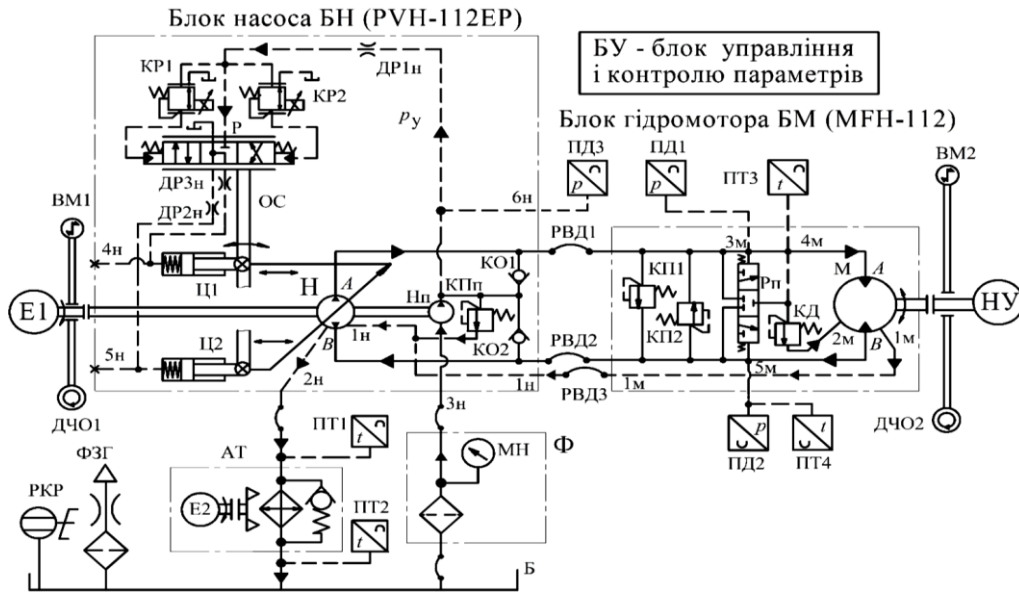 Блок насоса БН (PVH-112EP)
БУ - блок управління
і контролю параметрів
Блок гідромотора БМ (MFH-112)
КР1
КР2
ДР1н
pу
Р
ДР3н
ДР2н
ОС
ВМ1
4н
Ц1
Н
А
В
1н
Нп
КПп
КО1
КО2
6н
ПД3
p
ПД1
p
ПТ3
t
ВМ2
РВД1
РВД2
РВД3
КП1
КП2
3м
4м
Рп
М
А
В
КД
2м
1м
5м
НУ
Е1
5н
Ц2
2н
3н
1н
1м
ДЧО1
ДЧО2
ПД2
p
ПТ4
t
ФЗГ
РКР
АТ
Е2
ПТ1
t
ПТ2
t
МН
Ф
Б